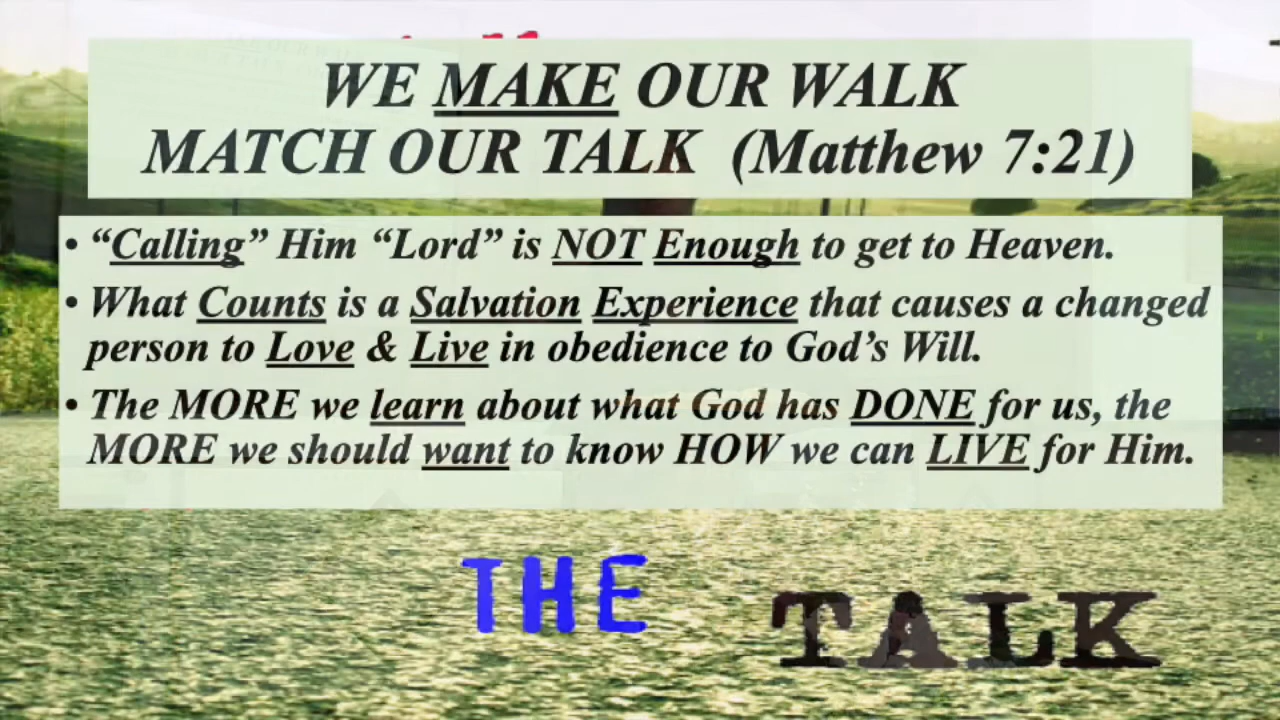 WE MAKE OUR WALK
MATCH OUR TALK (Matthew 7:21)
• “Calling” Him “Lord” is NOT Enough to get to Heaven.
• What Counts is a Salvation Experience that causes a changed
person to Love & Live in obedience to God’s Will.
• The MORE we learn about what God has DONE for us, the
MORE we should want to know HOW we can LIVE for Him.
THE TALK